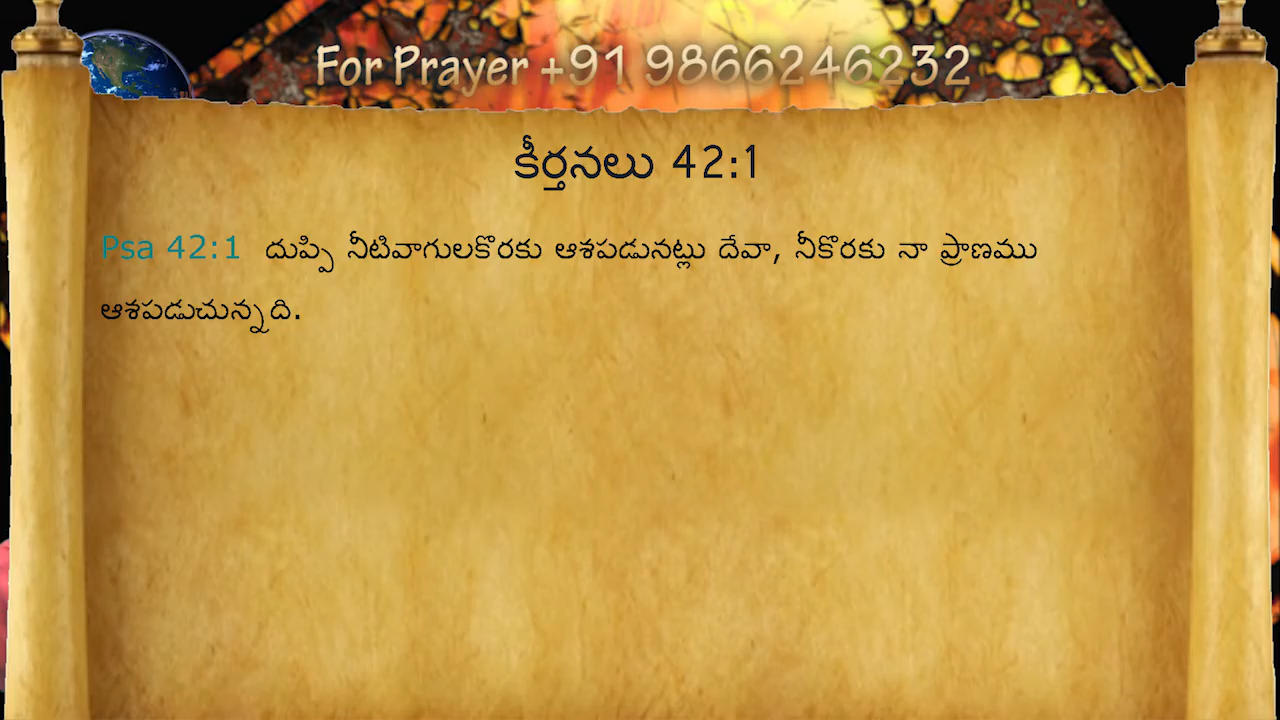 For Prayer +91 9866246232
కీర్తనలు 42:1
Psa 42:1 దుప్పి నీటివాగులకొరకు ఆశపడునట్లు దేవా, నీకొరకు నా ప్రాణము
ఆశపడుచున్నది.